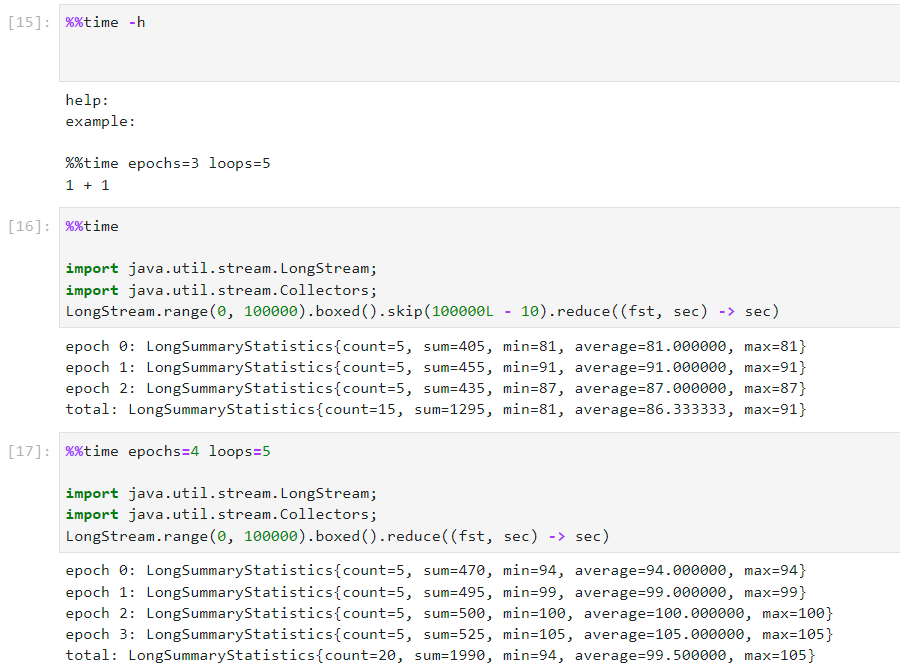 [15]: %%time -h
help:
example:
%%time epochs=3 loops=5
1 + 1
[16]: %%time
import java.util.stream.LongStream;
import java.util.stream.Collectors;
LongStream.range(0, 100000).boxed().skip(100000L - 10).reduce((fst, sec) -> sec)
epoch 0: LongSummaryStatistics{count=5, sum=405, min=81, average=81.000000, max=81}
epoch 1: LongSummaryStatistics{count=5, sum=455, min=91, average=91.000000, max=91}
epoch 2: LongSummaryStatistics{count=5, sum=435, min=87, average=87.000000, max=87}
total: LongSummaryStatistics{count=15, sum=1295, min=81, average=86.333333, max=91}
[17]: %%time epochs=4 loops=5
import java.util.stream.LongStream;
import java.util.stream.Collectors;
LongStream.range(0, 100000).boxed().reduce((fst, sec) -> sec)
epoch 0: LongSummaryStatistics{count=5, sum=470, min=94, average=94.000000, max=94}
epoch 1: LongSummaryStatistics{count=5, sum=495, min=99, average=99.000000, max=99}
epoch 2: LongSummaryStatistics{count=5, sum=500, min=100, average=100.000000, max=100}
epoch 3: LongSummaryStatistics{count=5, sum=525, min=105, average=105.000000, max=105}
total: LongSummaryStatistics{count=20, sum=1990, min=94, average=99.500000, max=105}